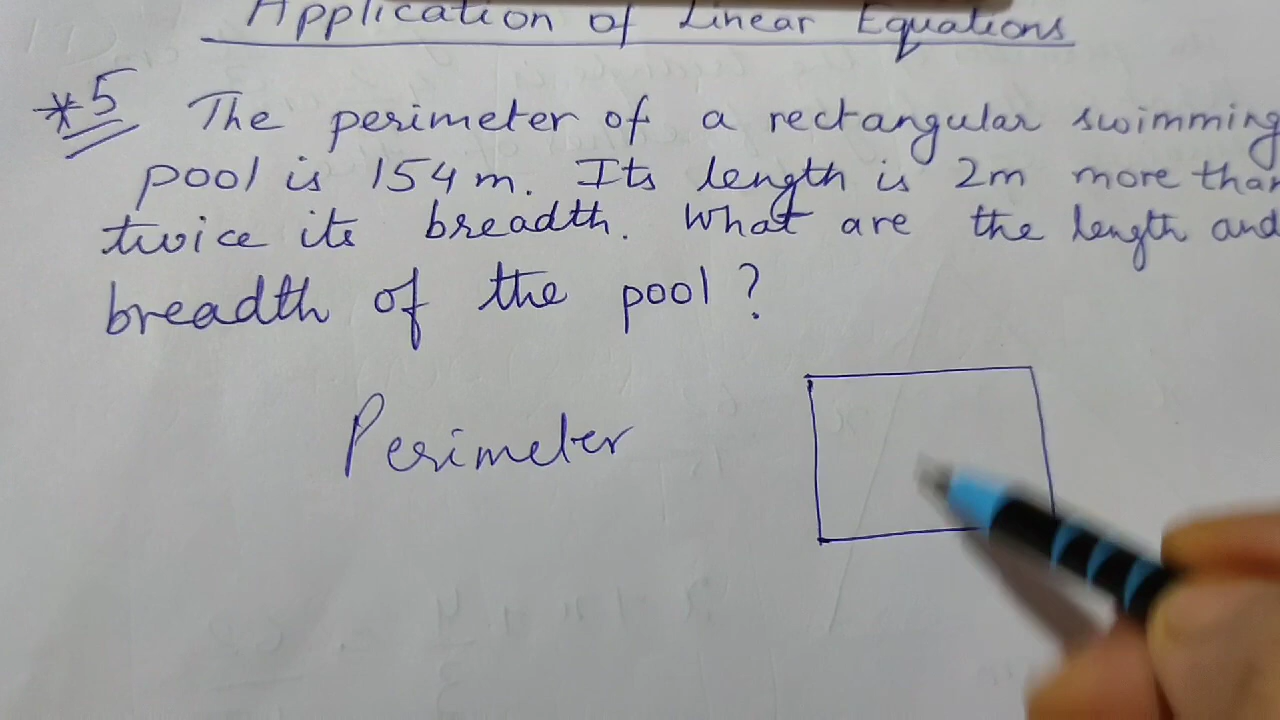 Application of Linear Equations
*5 The perimeter of a rectangular swimming
pool is 154 m. Its length is 2m more than
twice its breadth. What are the length and
breadth of the pool?
Perimeter